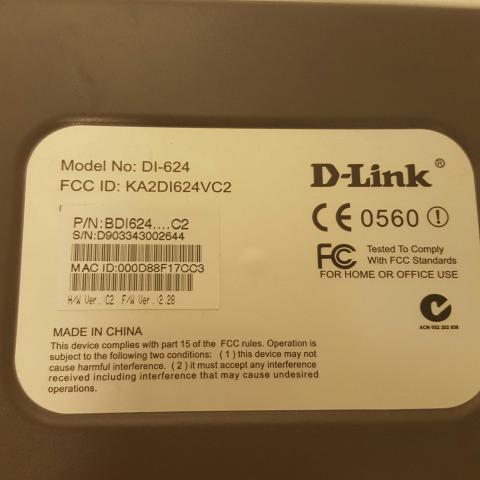 Model No: DI-624
FCC ID: KA2DI624VC2
P/N:BDI624....C2
S/N:D903343002644
MAC ID:000D88F17CC3
H/W Ver.:C2 F/W Ver.:2.28
D-Link
CE 0560
FC Tested To Comply
With FCC Standards
FOR HOME OR OFFICE USE
ACN 052 202 838
MADE IN CHINA
This device complies with part 15 of the FCC rules. Operation is
subject to the following two conditions: (1) this device may not
cause harmful interference. (2) it must accept any interference
received including interference that may cause undesired
operations.